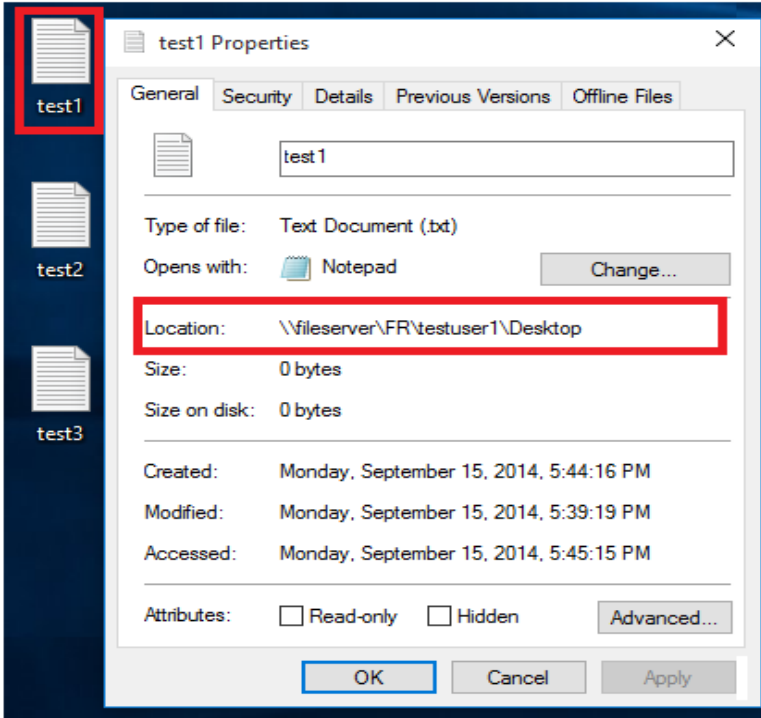 test1
test2
test3
test1 Properties
General Security Details Previous Versions Offline Files
test1
Type of file: Text Document (.txt)
Opens with: Notepad Change...
Location: \\fileserver\FR\testuser1\Desktop
Size: 0 bytes
Size on disk: 0 bytes
Created: Monday, September 15, 2014, 5:44:16 PM
Modified: Monday, September 15, 2014, 5:39:19 PM
Accessed: Monday, September 15, 2014, 5:45:15 PM
Attributes: Read-only Hidden Advanced...
OK Cancel Apply